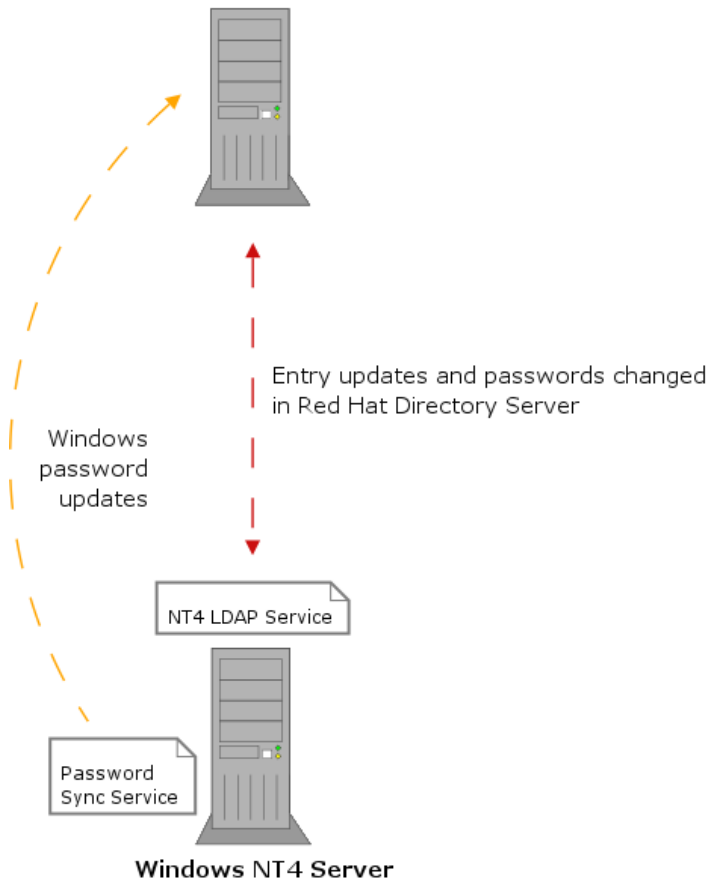 Entry updates and passwords changed
in Red Hat Directory Server
Windows
password
updates
NT4 LDAP Service
Password
Sync Service
Windows NT4 Server